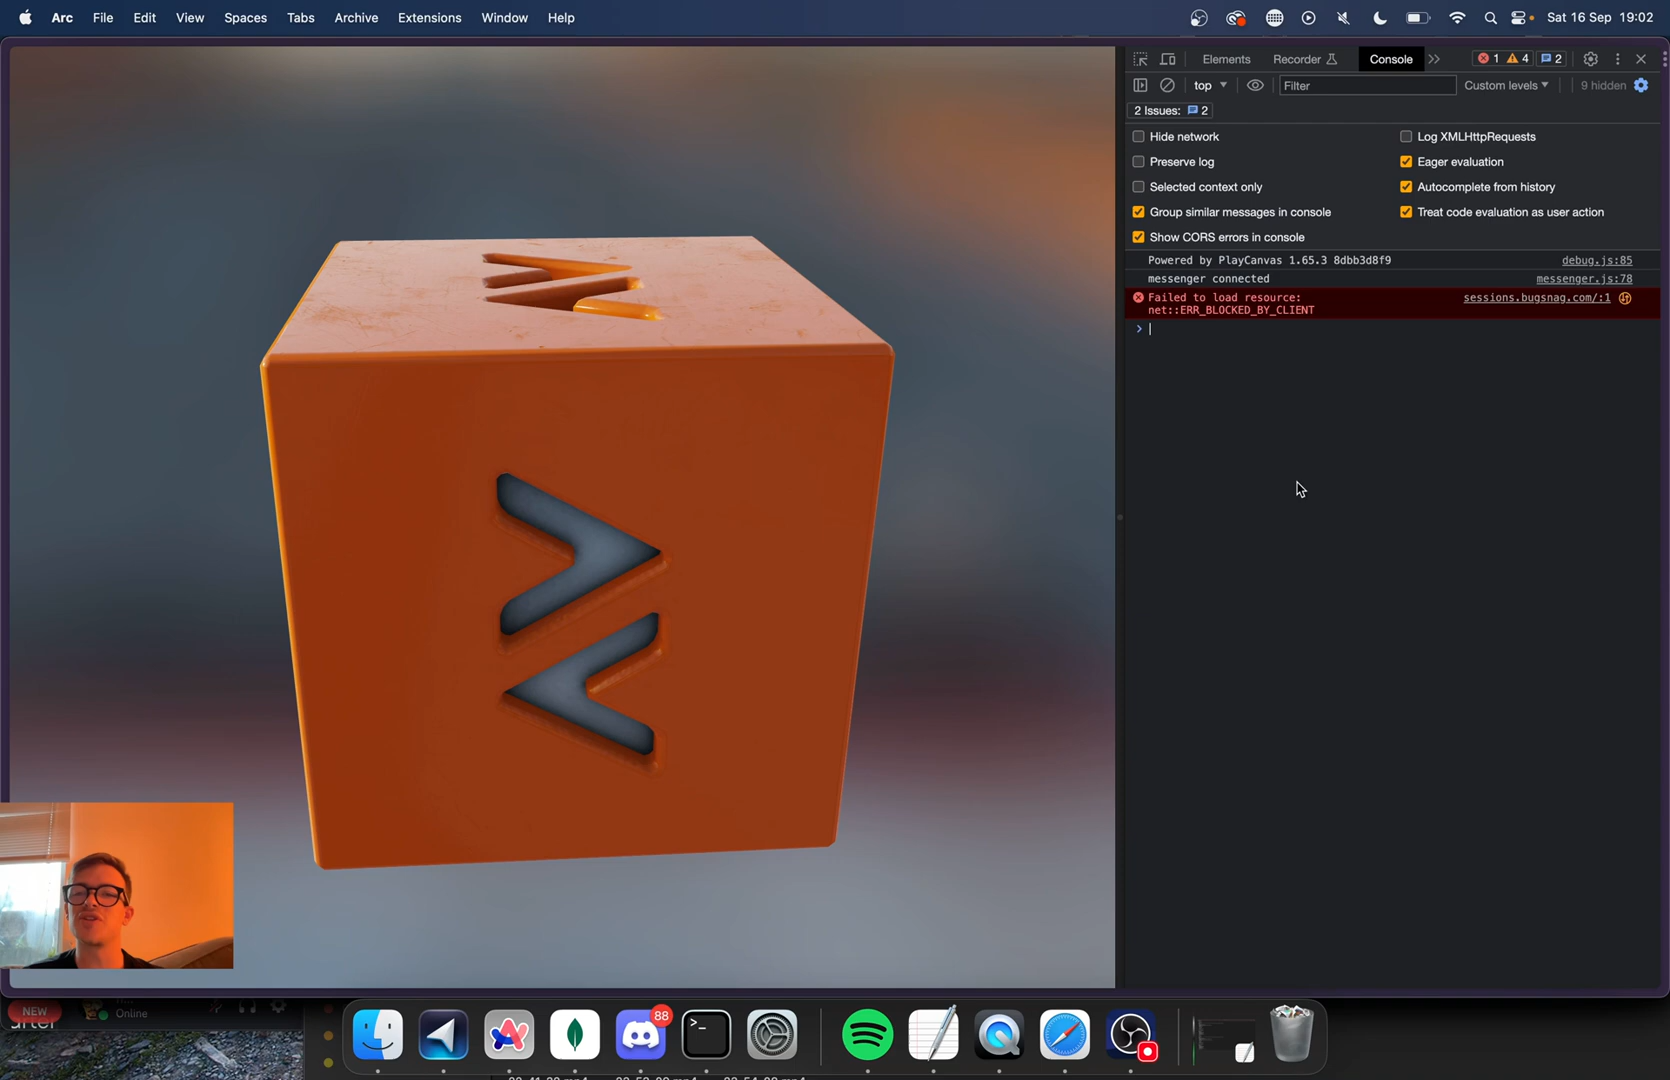 Arc File Edit View Spaces Tabs Archive Extensions Window Help Sat 16 Sep 19:02
Elements Recorder Console 1 4 2
top Filter Custom levels 9 hidden
2 Issues: 2
Hide network Log XMLHttpRequests
Preserve log Eager evaluation
Selected context only Autocomplete from history
Group similar messages in console Treat code evaluation as user action
Show CORS errors in console
Powered by PlayCanvas 1.65.3 8dbb3d8f9 debug.js:85
messenger connected messenger.js:78
Failed to load resource: sessions.bugsnag.com/:1
net::ERR_BLOCKED_BY_CLIENT
NEW Online
88